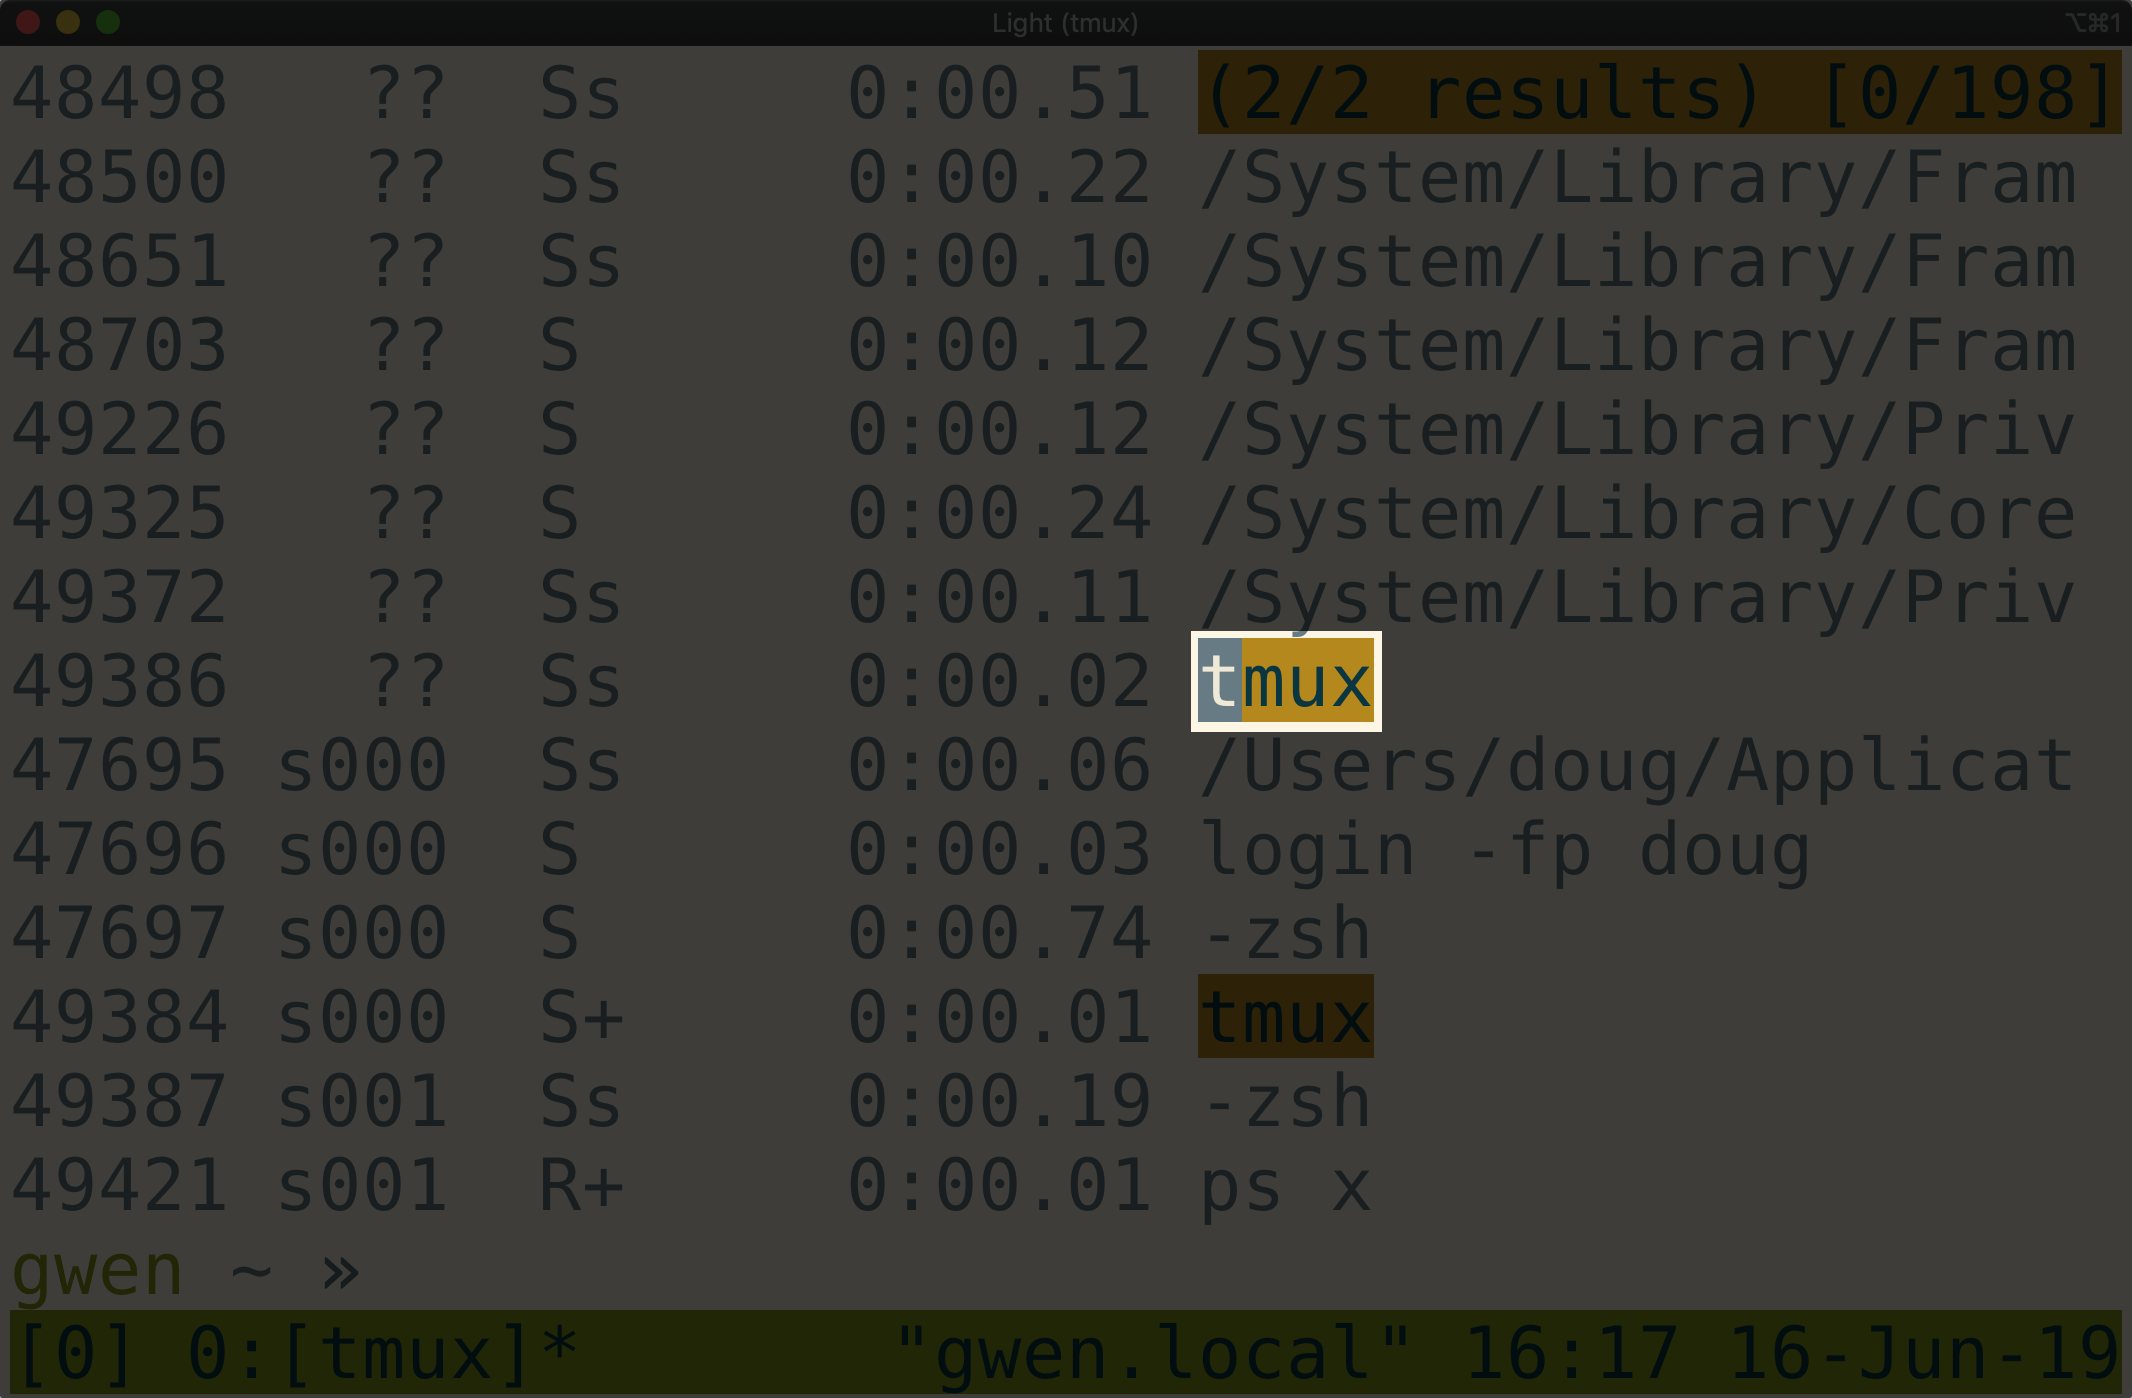 Light (tmux) ⌥⌘1
48498 ?? Ss 0:00.51 (2/2 results) [0/198]
48500 ?? Ss 0:00.22 /System/Library/Fram
48651 ?? Ss 0:00.10 /System/Library/Fram
48703 ?? S 0:00.12 /System/Library/Fram
49226 ?? S 0:00.12 /System/Library/Priv
49325 ?? S 0:00.24 /System/Library/Core
49372 ?? Ss 0:00.11 /System/Library/Priv
49386 ?? Ss 0:00.02 tmux
47695 s000 Ss 0:00.06 /Users/doug/Applicat
47696 s000 S 0:00.03 login -fp doug
47697 s000 S 0:00.74 -zsh
49384 s000 S+ 0:00.01 tmux
49387 s001 Ss 0:00.19 -zsh
49421 s001 R+ 0:00.01 ps x
gwen ~ »
[0] 0:[tmux]* "gwen.local" 16:17 16-Jun-19